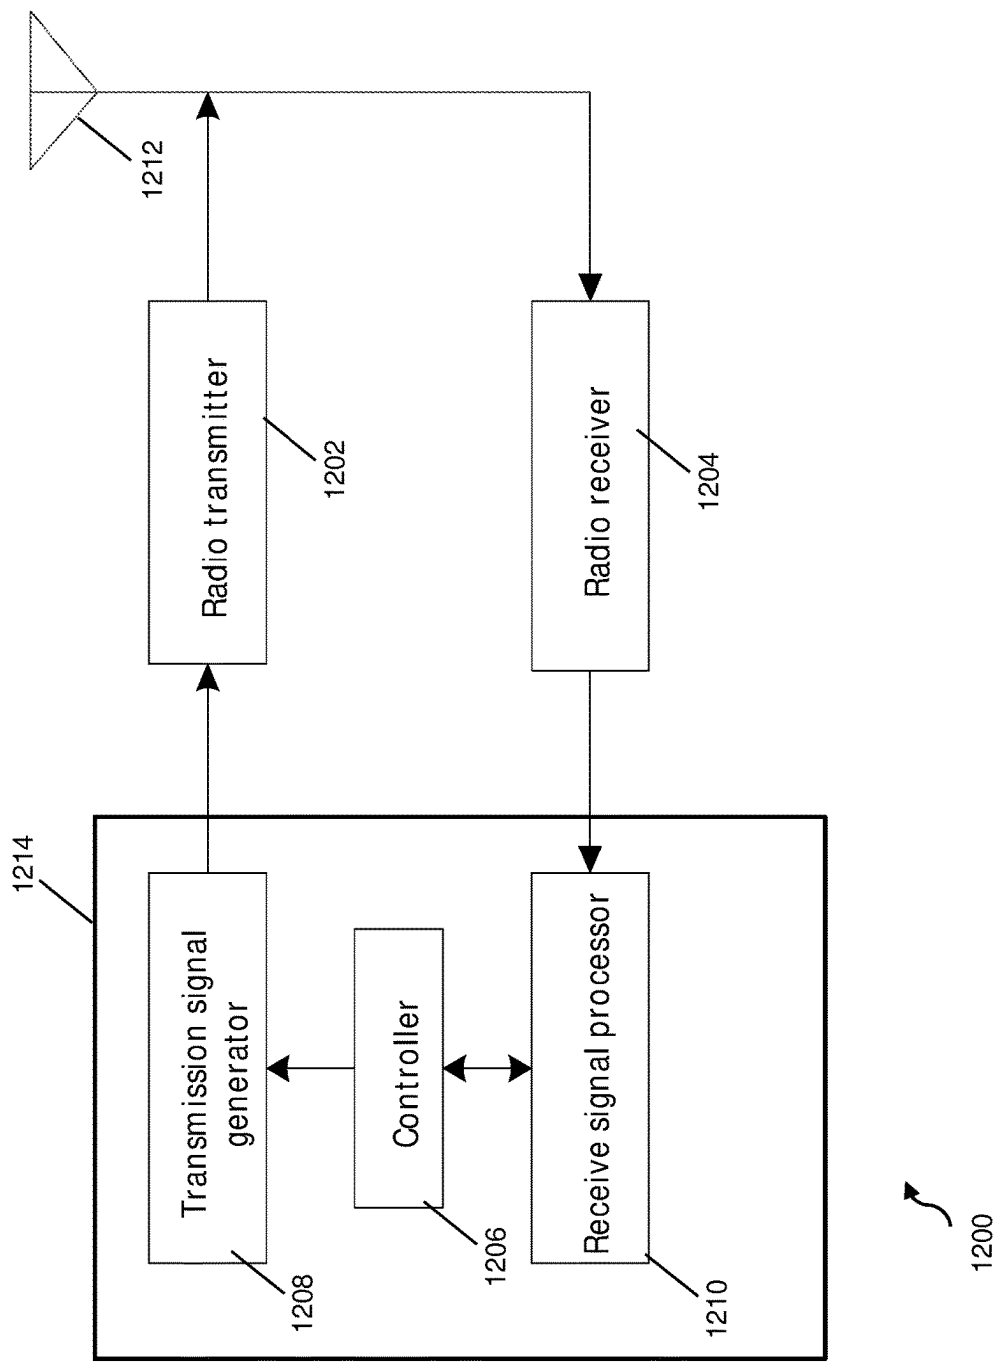 1214
Transmission signal
generator
1208
Controller
1206
Receive signal processor
1210
Radio transmitter
1202
Radio receiver
1204
1212
1200